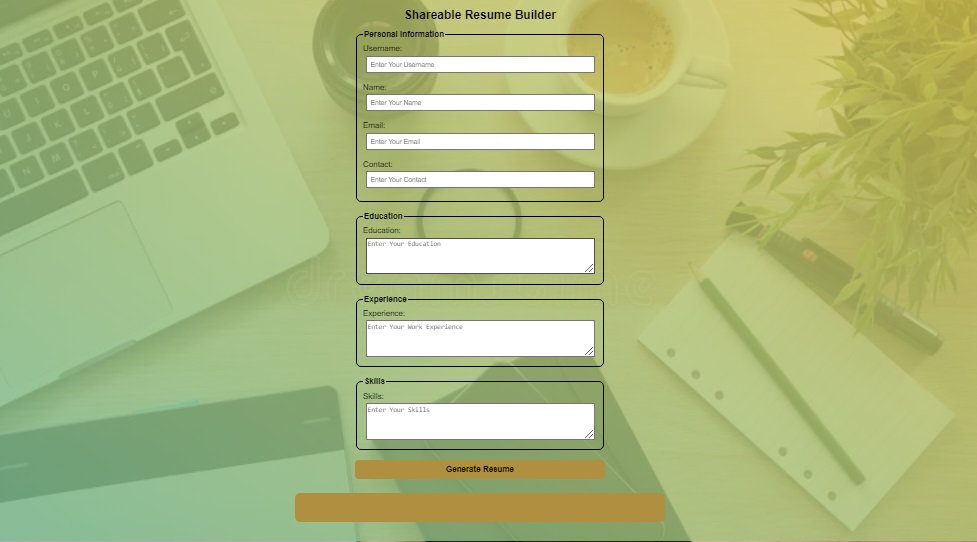 Shareable Resume Builder
Personal Information
Username:
Enter Your Username
Name:
Enter Your Name
Email:
Enter Your Email
Contact:
Enter Your Contact
Education
Education:
Enter Your Education
Experience
Experience:
Enter Your Work Experience
Skills
Skills:
Enter Your Skills
Generate Resume